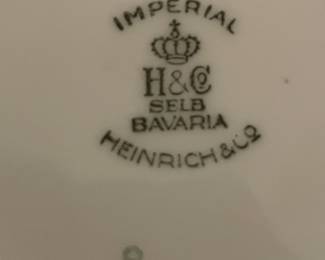 IMPERIAL
H&Co
SELB
BAVARIA
HEINRICH & Co